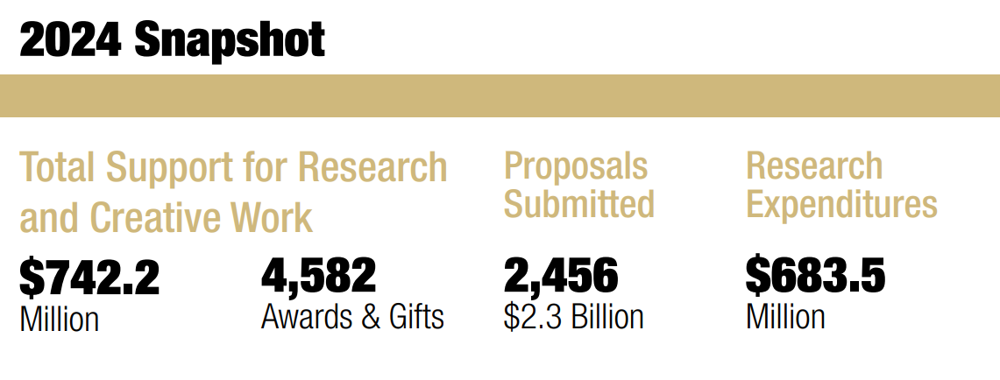 2024 Snapshot
Total Support for Research
and Creative Work
$742.2
Million
4,582
Awards & Gifts
Proposals
Submitted
2,456
$2.3 Billion
Research
Expenditures
$683.5
Million